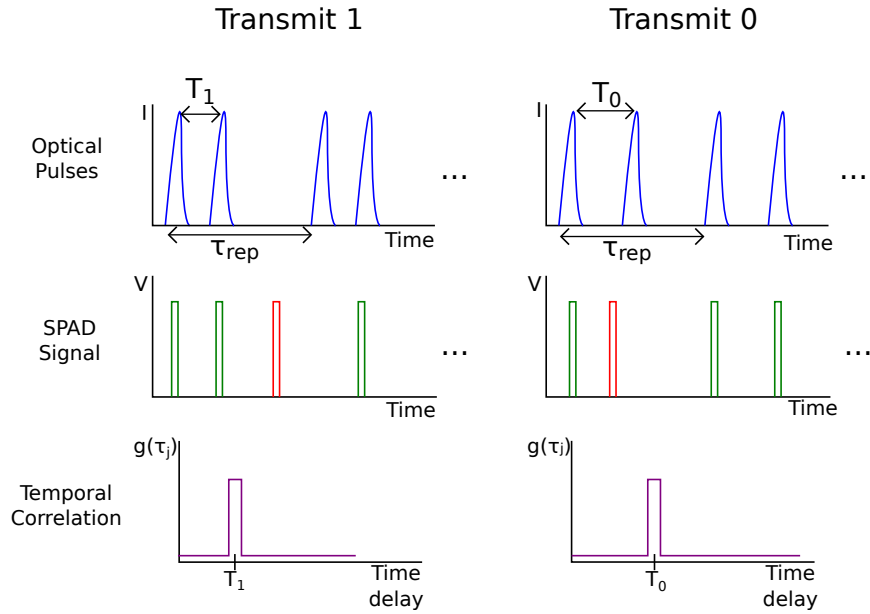 Transmit 1
Transmit 0
Optical
Pulses
I
T₁
τrep
Time
...
I
T₀
τrep
Time
...
SPAD
Signal
V
Time
...
V
Time
...
Temporal
Correlation
g(τⱼ)
T₁
Time
delay
g(τⱼ)
T₀
Time
delay